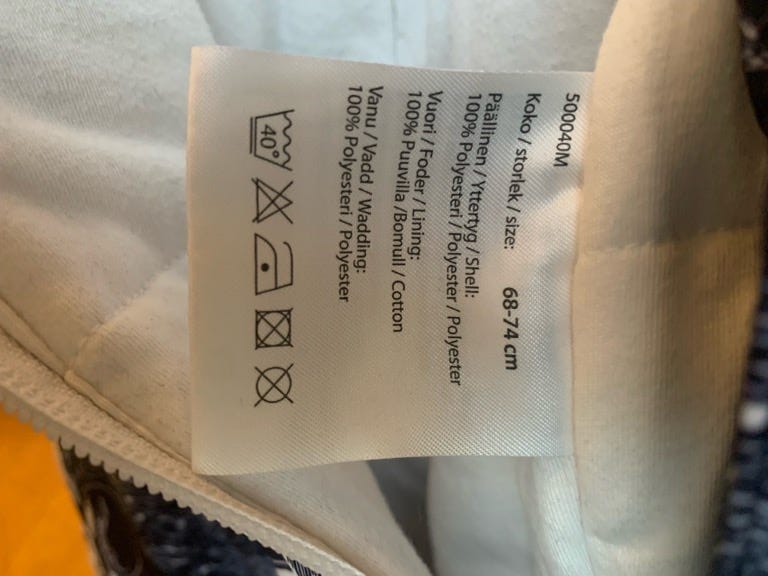 500040M
Koko / storlek / size: 68-74 cm
Päällinen / Yttertyg / Shell:
100% Polyesteri / Polyester / Polyester
Vuori / Foder / Lining:
100% Puuvilla /Bomull / Cotton
Vanu / Vadd / Wadding:
100% Polyesteri / Polyester
40°